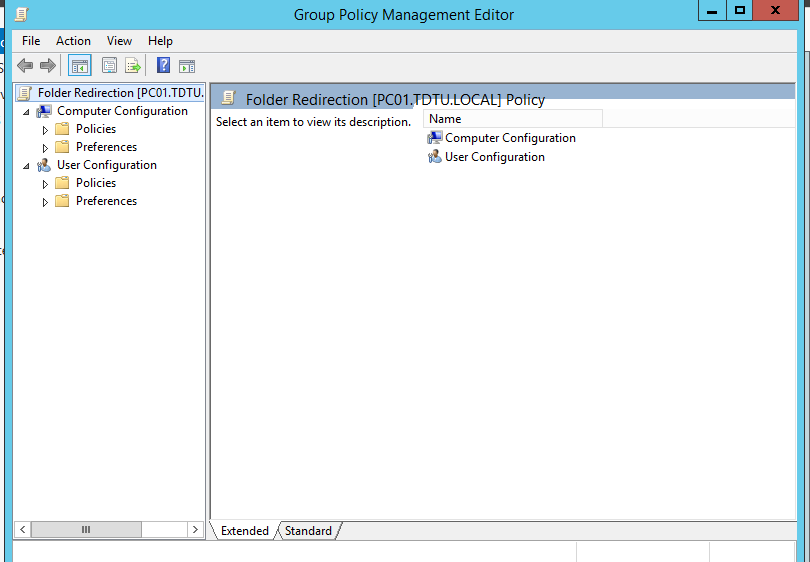 Group Policy Management Editor
File Action View Help
Folder Redirection [PC01.TDTU.
Computer Configuration
Policies
Preferences
User Configuration
Policies
Preferences
Folder Redirection [PC01.TDTU.LOCAL] Policy
Select an item to view its description.
Name
Computer Configuration
User Configuration
Extended Standard